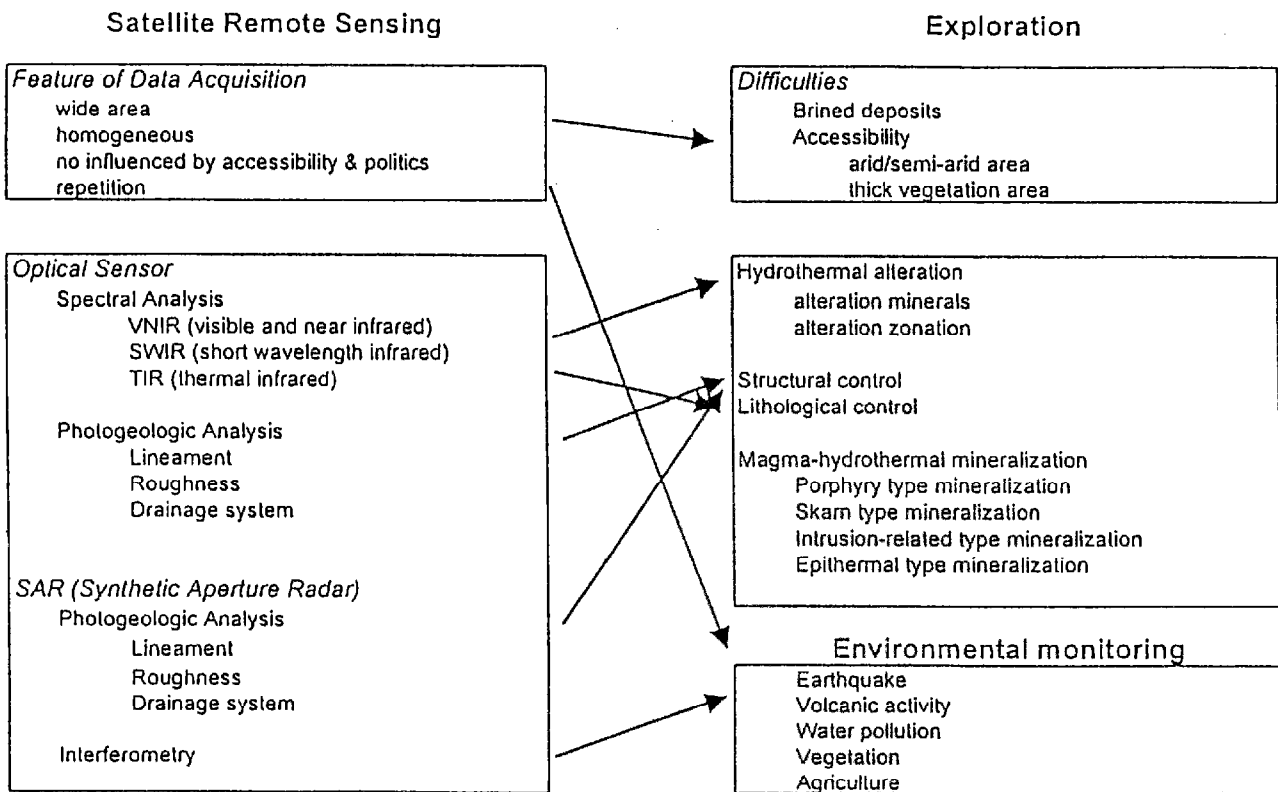 Satellite Remote Sensing
Feature of Data Acquisition
wide area
homogeneous
no influenced by accessibility & politics
repetition
Optical Sensor
Spectral Analysis
VNIR (visible and near infrared)
SWIR (short wavelength infrared)
TIR (thermal infrared)
Photogeologic Analysis
Lineament
Roughness
Drainage system
SAR (Synthetic Aperture Radar)
Photogeologic Analysis
Lineament
Roughness
Drainage system
Interferometry
Exploration
Difficulties
Brined deposits
Accessibility
arid/semi-arid area
thick vegetation area
Hydrothermal alteration
alteration minerals
alteration zonation
Structural control
Lithological control
Magma-hydrothermal mineralization
Porphyry type mineralization
Skarn type mineralization
Intrusion-related type mineralization
Epithermal type mineralization
Environmental monitoring
Earthquake
Volcanic activity
Water pollution
Vegetation
Agriculture